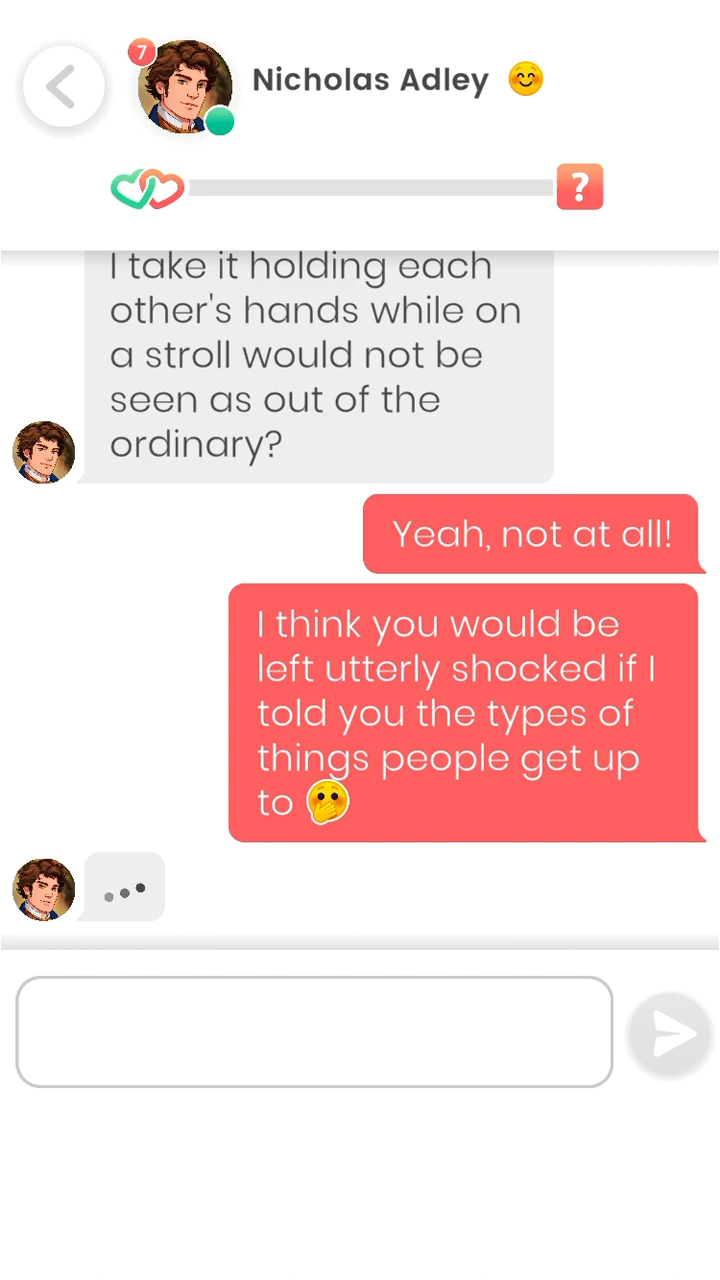 7
Nicholas Adley 😊
?
I take it holding each
other's hands while on
a stroll would not be
seen as out of the
ordinary?
Yeah, not at all!
I think you would be
left utterly shocked if I
told you the types of
things people get up
to 🤭
...